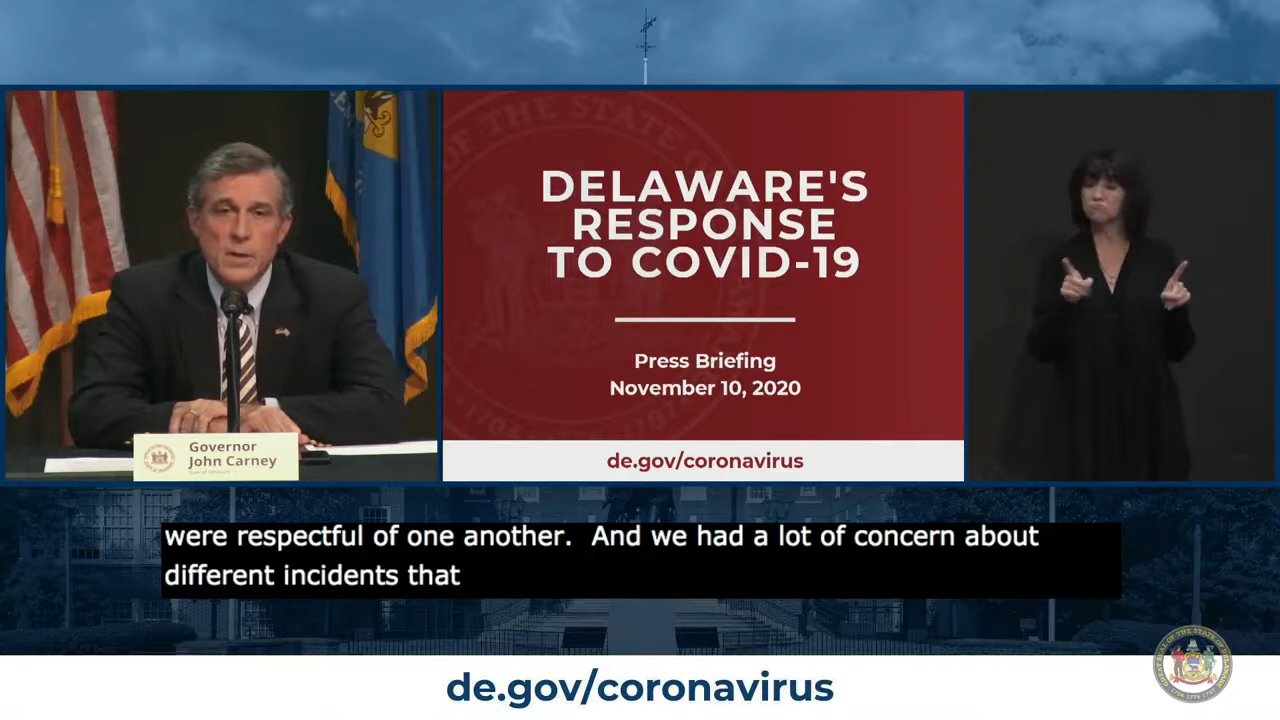 DELAWARE'S
RESPONSE
TO COVID-19
Press Briefing
November 10, 2020
de.gov/coronavirus
Governor
John Carney
were respectful of one another.  And we had a lot of concern about
different incidents that
de.gov/coronavirus